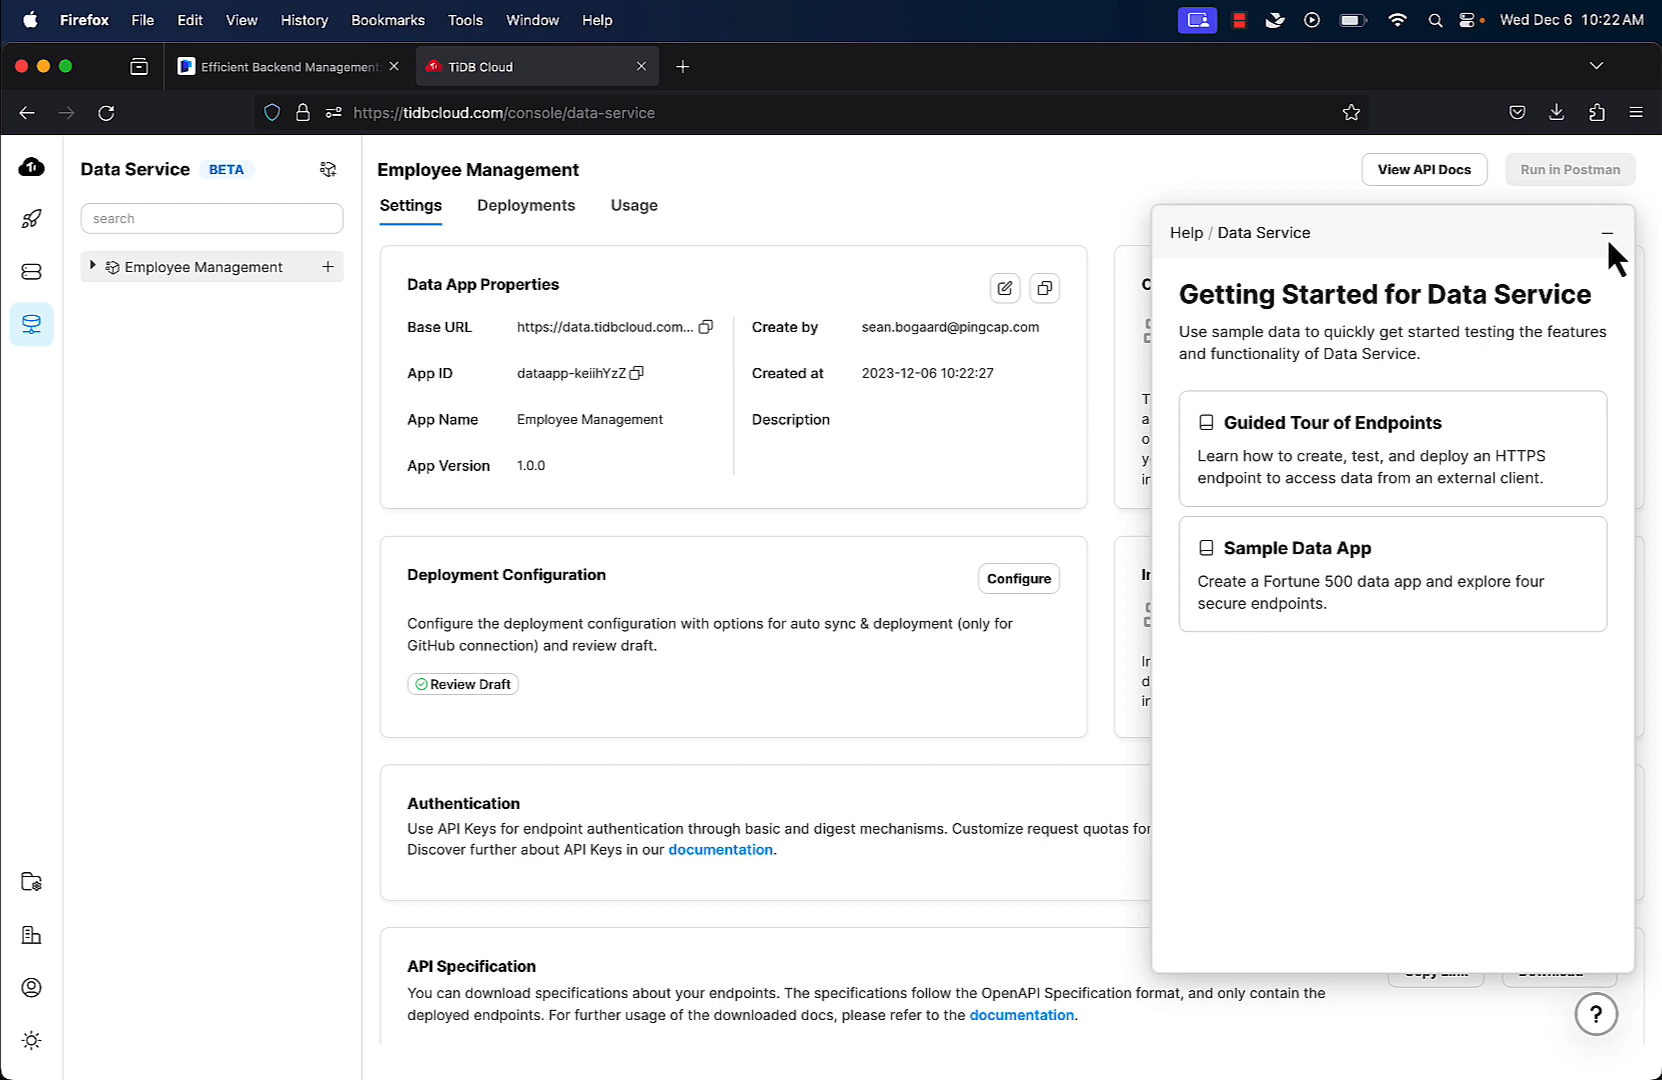 Firefox File Edit View History Bookmarks Tools Window Help Wed Dec 6 10:22 AM
Efficient Backend Management TiDB Cloud
https://tidbcloud.com/console/data-service
Data Service BETA
search
Employee Management
Employee Management
View API Docs Run in Postman
Settings Deployments Usage
Data App Properties
Base URL https://data.tidbcloud.com... Create by sean.bogaard@pingcap.com
App ID dataapp-keiihYzZ Created at 2023-12-06 10:22:27
App Name Employee Management Description
App Version 1.0.0
Deployment Configuration Configure
Configure the deployment configuration with options for auto sync & deployment (only for
GitHub connection) and review draft.
Review Draft
Authentication
Use API Keys for endpoint authentication through basic and digest mechanisms. Customize request quotas for
Discover further about API Keys in our documentation.
API Specification
You can download specifications about your endpoints. The specifications follow the OpenAPI Specification format, and only contain the
deployed endpoints. For further usage of the downloaded docs, please refer to the documentation.
Help / Data Service
Getting Started for Data Service
Use sample data to quickly get started testing the features
and functionality of Data Service.
Guided Tour of Endpoints
Learn how to create, test, and deploy an HTTPS
endpoint to access data from an external client.
Sample Data App
Create a Fortune 500 data app and explore four
secure endpoints.
Copy Link Download
?